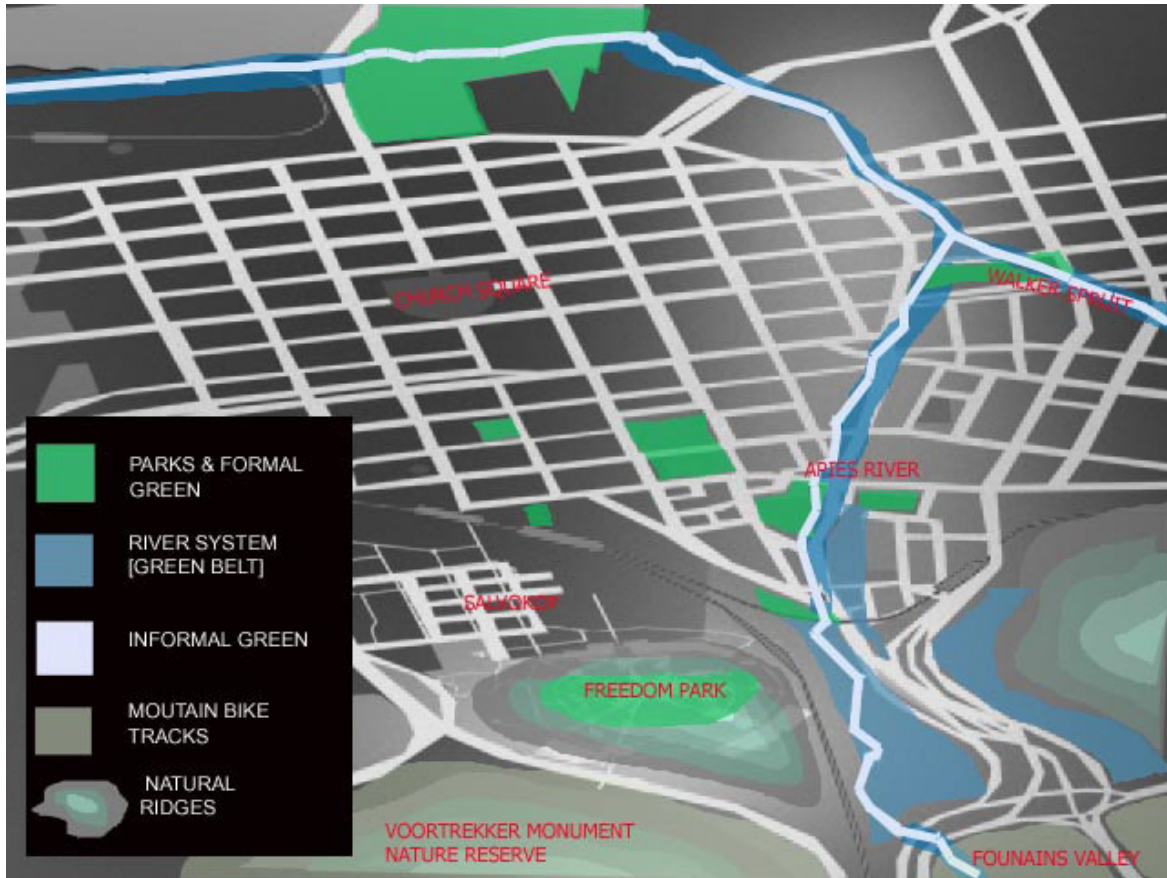 CHURCH SQUARE
WALKER SPRUIT
APIES RIVER
PARKS & FORMAL
GREEN
RIVER SYSTEM
[GREEN BELT]
INFORMAL GREEN
MOUTAIN BIKE
TRACKS
NATURAL
RIDGES
SALVOKOP
FREEDOM PARK
VOORTREKKER MONUMENT
NATURE RESERVE
FOUNAINS VALLEY